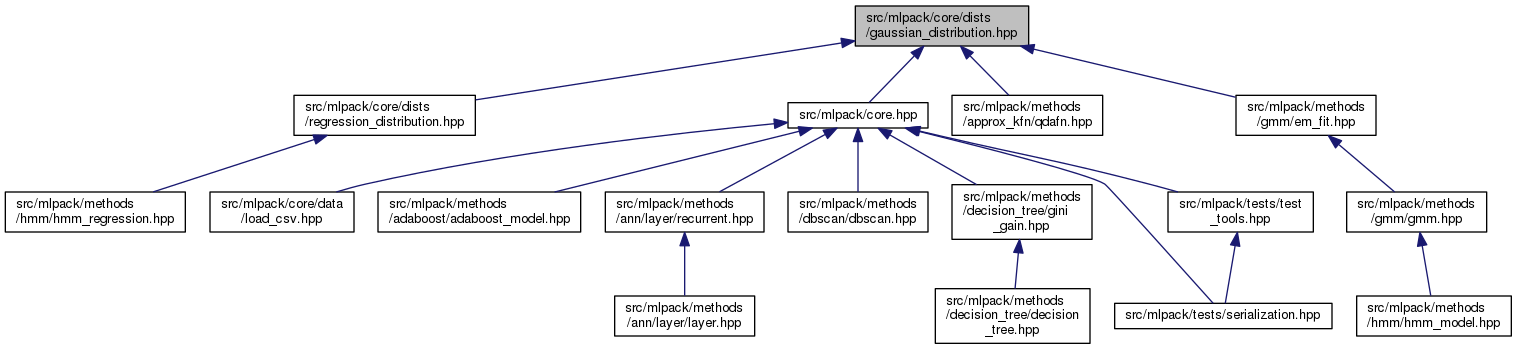 src/mlpack/core/dists
/gaussian_distribution.hpp
src/mlpack/core/dists
/regression_distribution.hpp
src/mlpack/core.hpp
src/mlpack/methods
/approx_kfn/qdafn.hpp
src/mlpack/methods
/gmm/em_fit.hpp
src/mlpack/methods
/hmm/hmm_regression.hpp
src/mlpack/core/data
/load_csv.hpp
src/mlpack/methods
/adaboost/adaboost_model.hpp
src/mlpack/methods
/ann/layer/recurrent.hpp
src/mlpack/methods
/dbscan/dbscan.hpp
src/mlpack/methods
/decision_tree/gini
_gain.hpp
src/mlpack/tests/test
_tools.hpp
src/mlpack/methods
/gmm/gmm.hpp
src/mlpack/methods
/ann/layer/layer.hpp
src/mlpack/methods
/decision_tree/decision
_tree.hpp
src/mlpack/tests/serialization.hpp
src/mlpack/methods
/hmm/hmm_model.hpp